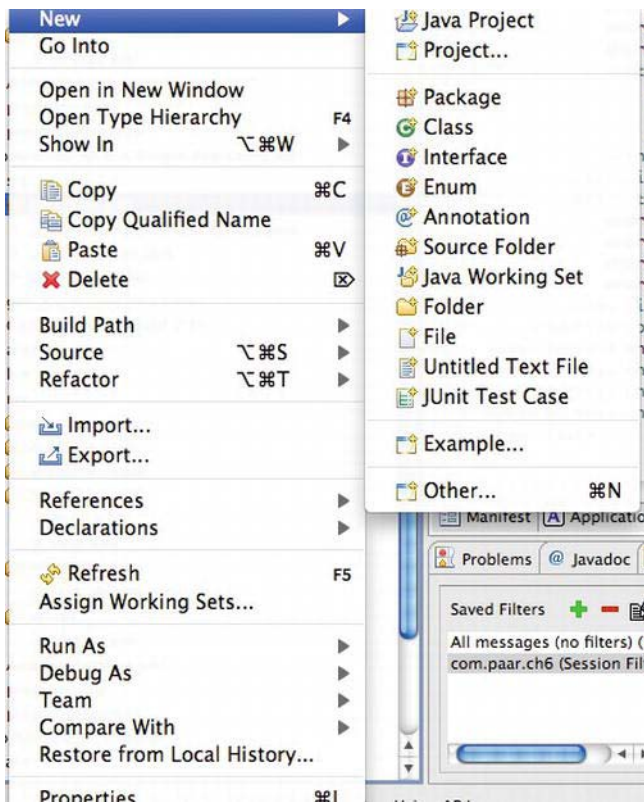 New
Go Into
Open in New Window
Open Type Hierarchy F4
Show In ⌥⌘W
Copy ⌘C
Copy Qualified Name
Paste ⌘V
Delete ⌦
Build Path
Source ⌥⌘S
Refactor ⌥⌘T
Import...
Export...
References
Declarations
Refresh F5
Assign Working Sets...
Run As
Debug As
Team
Compare With
Restore from Local History...
Properties ⌘I
Java Project
Project...
Package
Class
Interface
Enum
Annotation
Source Folder
Java Working Set
Folder
File
Untitled Text File
JUnit Test Case
Example...
Other... ⌘N
Manifest A Applicatio
Problems @ Javadoc
Saved Filters
All messages (no filters) (
com.paar.ch6 (Session Fil